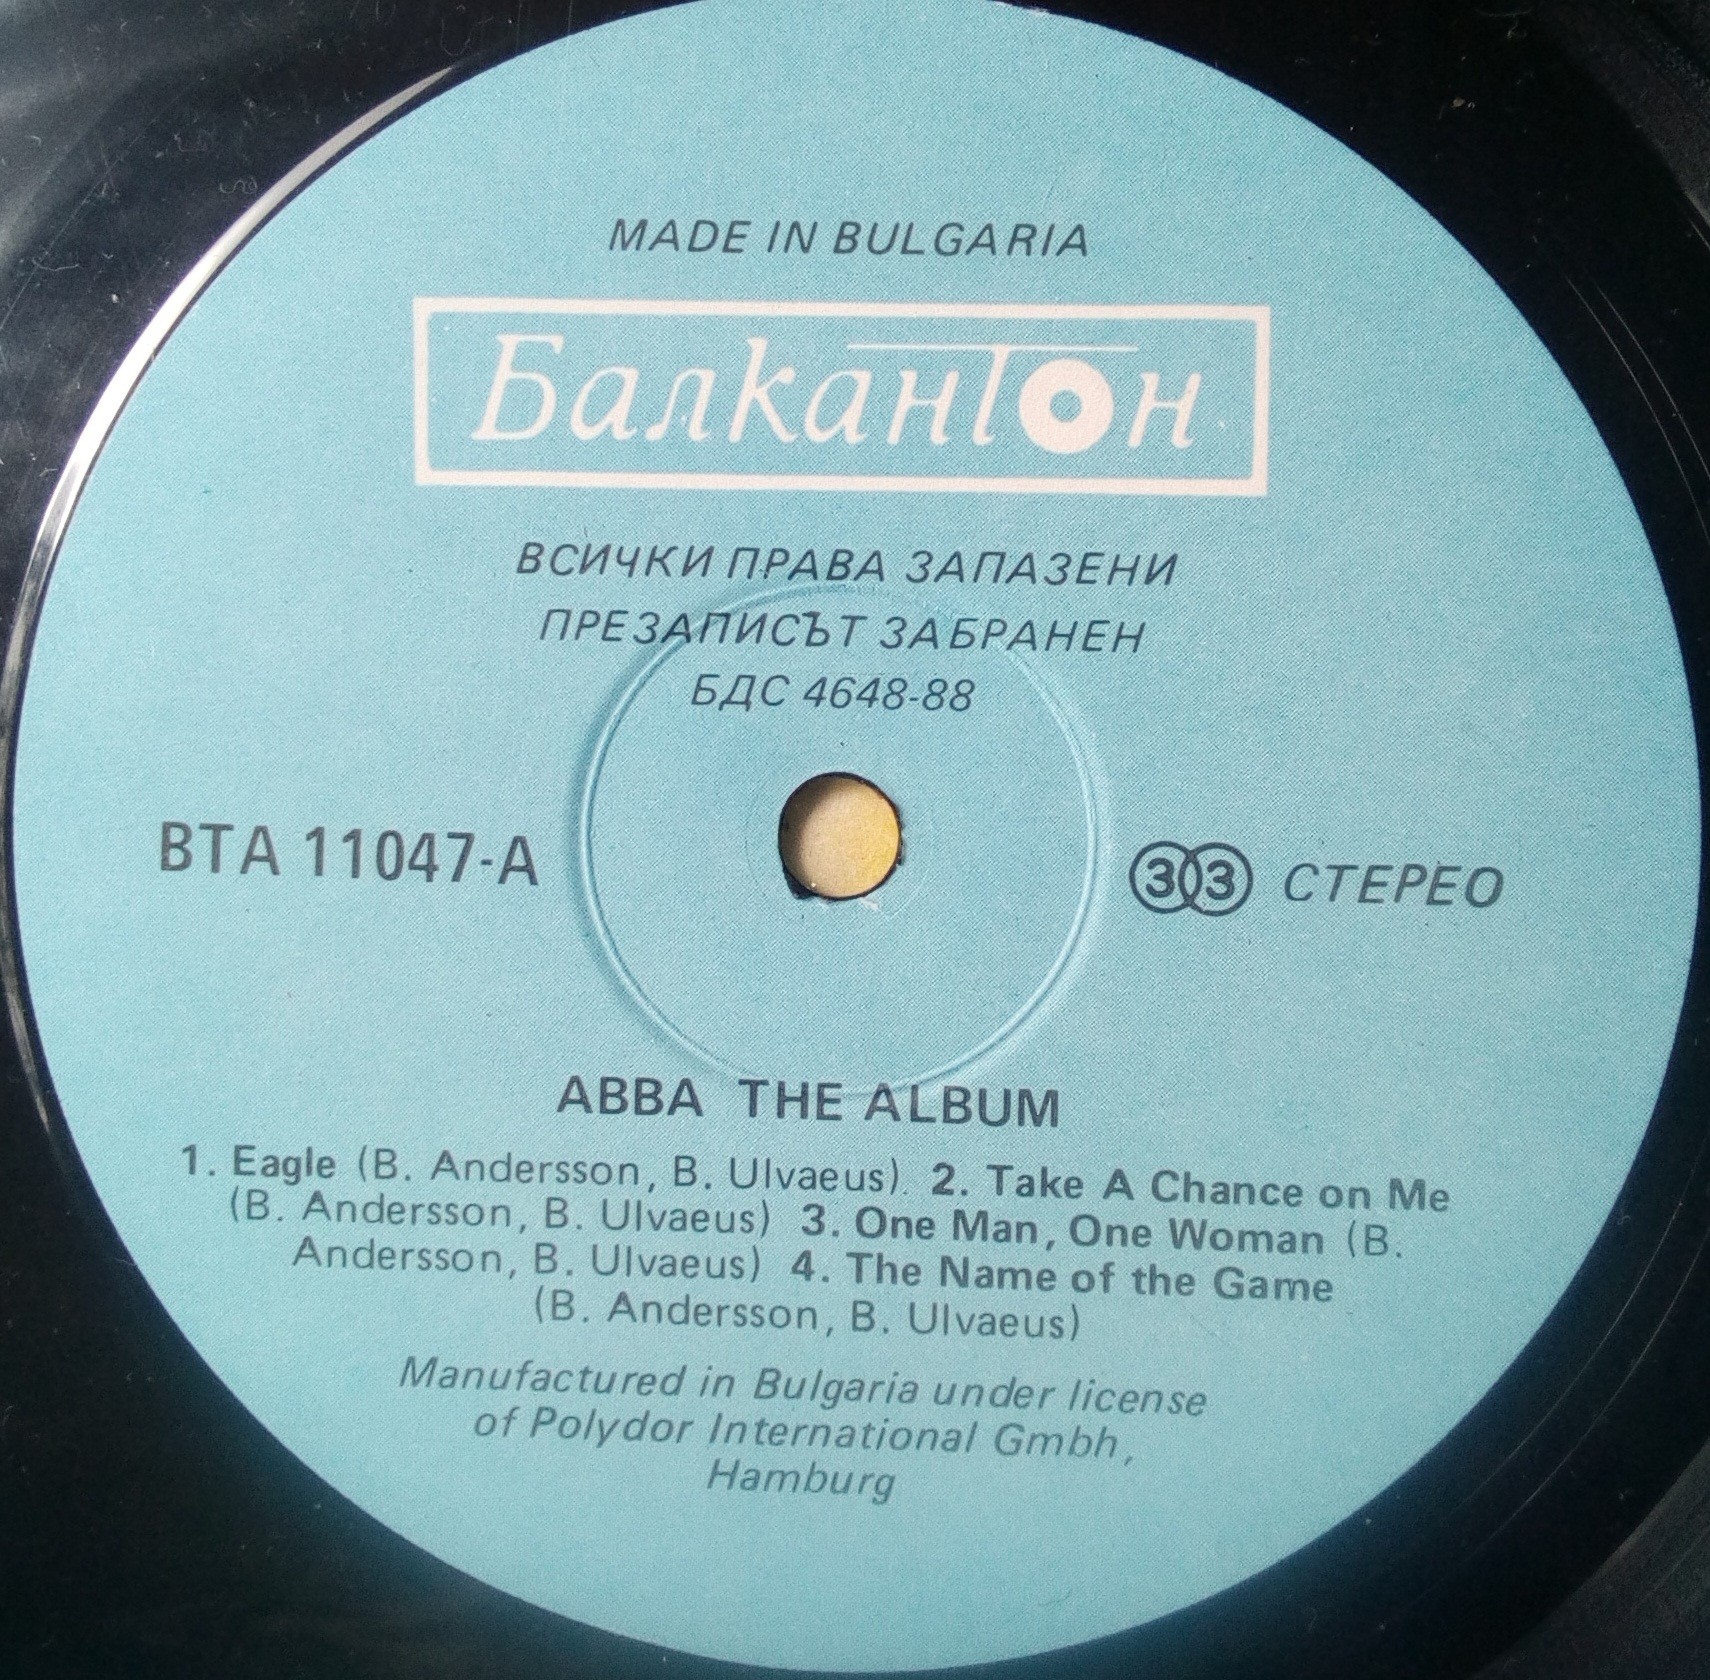 MADE IN BULGARIA
Балкантон
ВСИЧКИ ПРАВА ЗАПАЗЕНИ
ПРЕЗАПИСЪТ ЗАБРАНЕН
БДС 4648-88
ВТА 11047-А
33 СТЕРЕО
ABBA THE ALBUM
1. Eagle (B. Andersson, B. Ulvaeus). 2. Take A Chance on Me
(B. Andersson, B. Ulvaeus) 3. One Man, One Woman (B.
Andersson, B. Ulvaeus) 4. The Name of the Game
(B. Andersson, B. Ulvaeus)
Manufactured in Bulgaria under license
of Polydor International Gmbh,
Hamburg